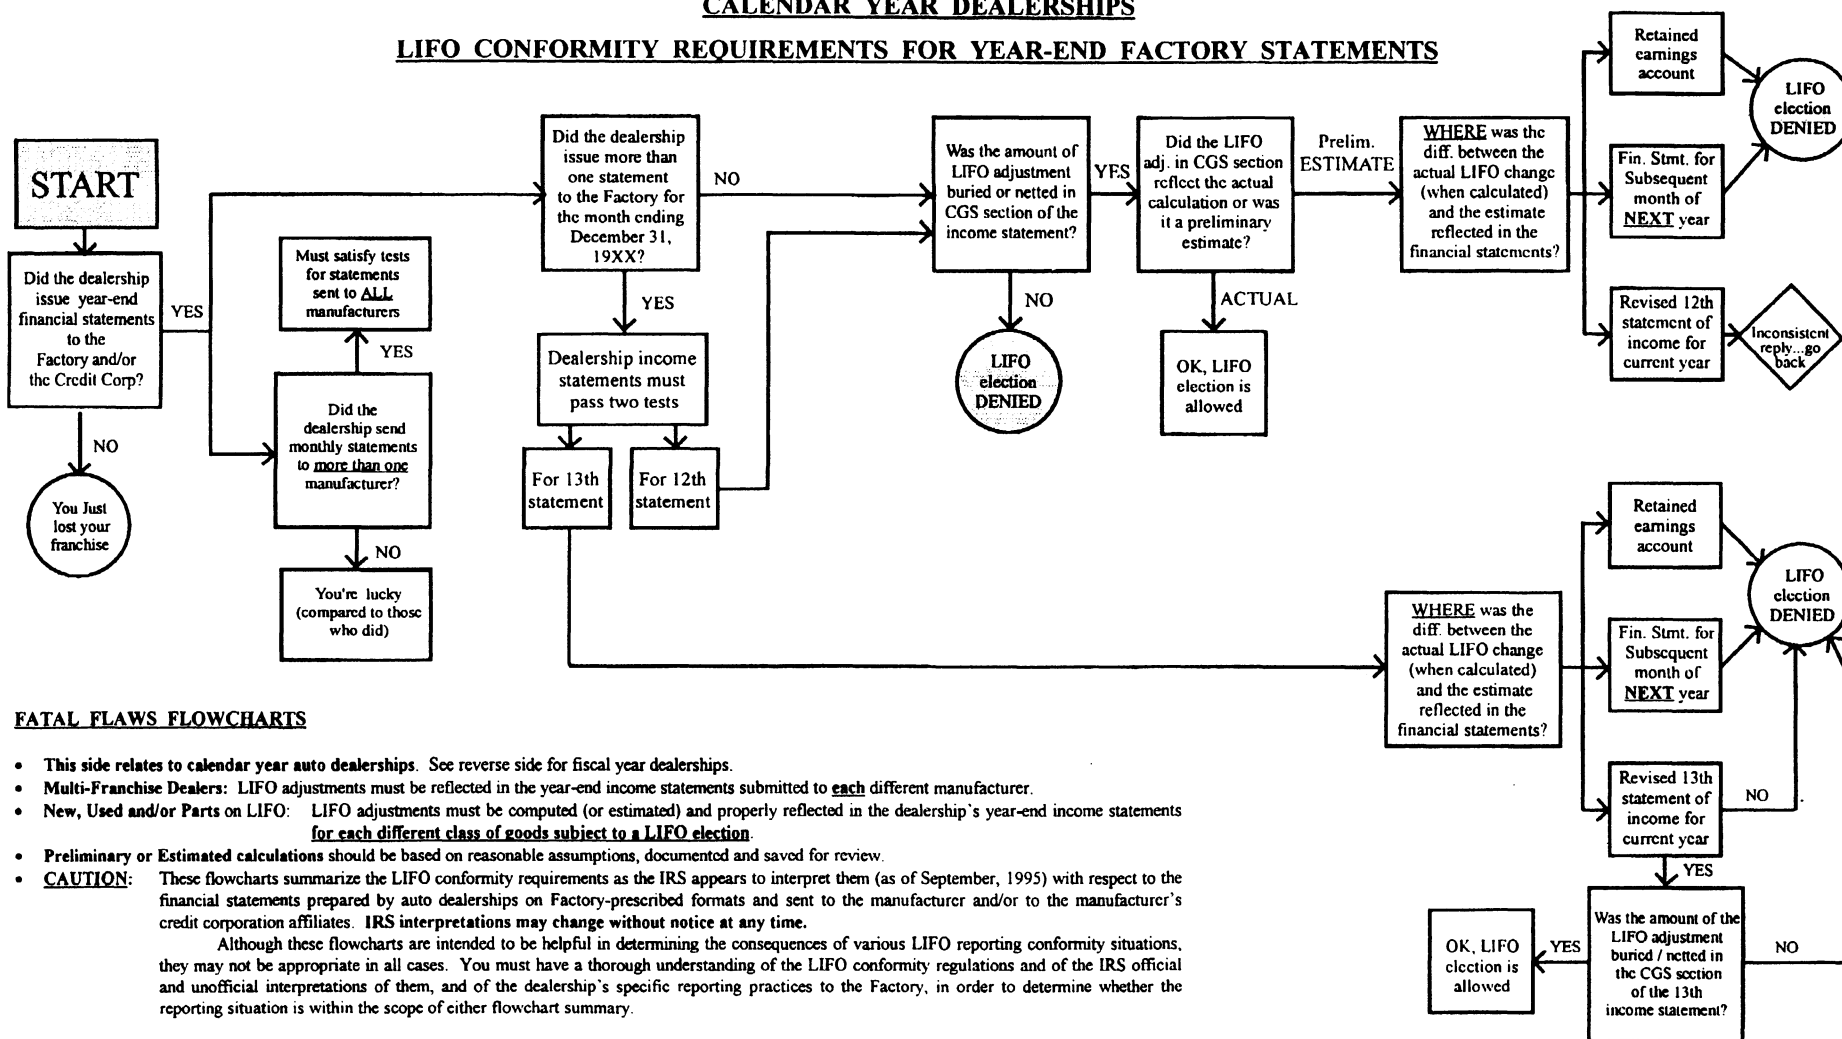 CALENDAR YEAR DEALERSHIPS
LIFO CONFORMITY REQUIREMENTS FOR YEAR-END FACTORY STATEMENTS
START
Did the dealership
issue year-end
financial statements
to the
Factory and/or
the Credit Corp?
YES
NO
You Just
lost your
franchise
Must satisfy tests
for statements
sent to ALL
manufacturers
YES
Did the
dealership send
monthly statements
to more than one
manufacturer?
NO
You're lucky
(compared to those
who did)
Did the dealership
issue more than
one statement
to the Factory for
the month ending
December 31,
19XX?
NO
YES
Dealership income
statements must
pass two tests
For 13th
statement
For 12th
statement
Was the amount of
LIFO adjustment
buried or netted in
CGS section of the
income statement?
YES
NO
LIFO
election
DENIED
Did the LIFO
adj. in CGS section
reflect the actual
calculation or was
it a preliminary
estimate?
ACTUAL
OK, LIFO
election is
allowed
Prelim.
ESTIMATE
WHERE was the
diff. between the
actual LIFO change
(when calculated)
and the estimate
reflected in the
financial statements?
Retained
earnings
account
LIFO
election
DENIED
Fin. Stmt. for
Subsequent
month of
NEXT year
Revised 12th
statement of
income for
current year
Inconsistent
reply...go
back
WHERE was the
diff. between the
actual LIFO change
(when calculated)
and the estimate
reflected in the
financial statements?
Retained
earnings
account
LIFO
election
DENIED
Fin. Stmt. for
Subsequent
month of
NEXT year
Revised 13th
statement of
income for
current year
NO
YES
Was the amount of the
LIFO adjustment
buried / netted in
the CGS section
of the 13th
income statement?
YES
NO
OK, LIFO
election is
allowed
FATAL FLAWS FLOWCHARTS
• This side relates to calendar year auto dealerships. See reverse side for fiscal year dealerships.
• Multi-Franchise Dealers: LIFO adjustments must be reflected in the year-end income statements submitted to each different manufacturer.
• New, Used and/or Parts on LIFO: LIFO adjustments must be computed (or estimated) and properly reflected in the dealership's year-end income statements
for each different class of goods subject to a LIFO election.
• Preliminary or Estimated calculations should be based on reasonable assumptions, documented and saved for review.
• CAUTION: These flowcharts summarize the LIFO conformity requirements as the IRS appears to interpret them (as of September, 1995) with respect to the
financial statements prepared by auto dealerships on Factory-prescribed formats and sent to the manufacturer and/or to the manufacturer's
credit corporation affiliates. IRS interpretations may change without notice at any time.
Although these flowcharts are intended to be helpful in determining the consequences of various LIFO reporting conformity situations,
they may not be appropriate in all cases. You must have a thorough understanding of the LIFO conformity regulations and of the IRS official
and unofficial interpretations of them, and of the dealership's specific reporting practices to the Factory, in order to determine whether the
reporting situation is within the scope of either flowchart summary.